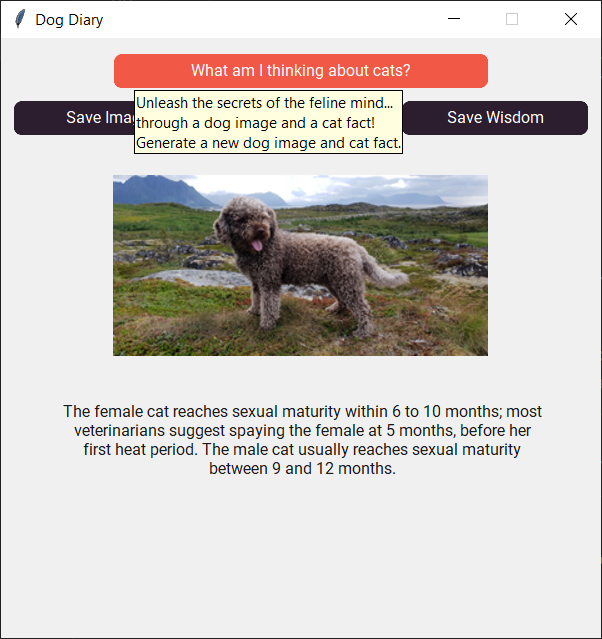 Dog Diary
What am I thinking about cats?
Unleash the secrets of the feline mind...
through a dog image and a cat fact!
Generate a new dog image and cat fact.
Save
Save Wisdom
The female cat reaches sexual maturity within 6 to 10 months; most
veterinarians suggest spaying the female at 5 months, before her
first heat period. The male cat usually reaches sexual maturity
between 9 and 12 months.